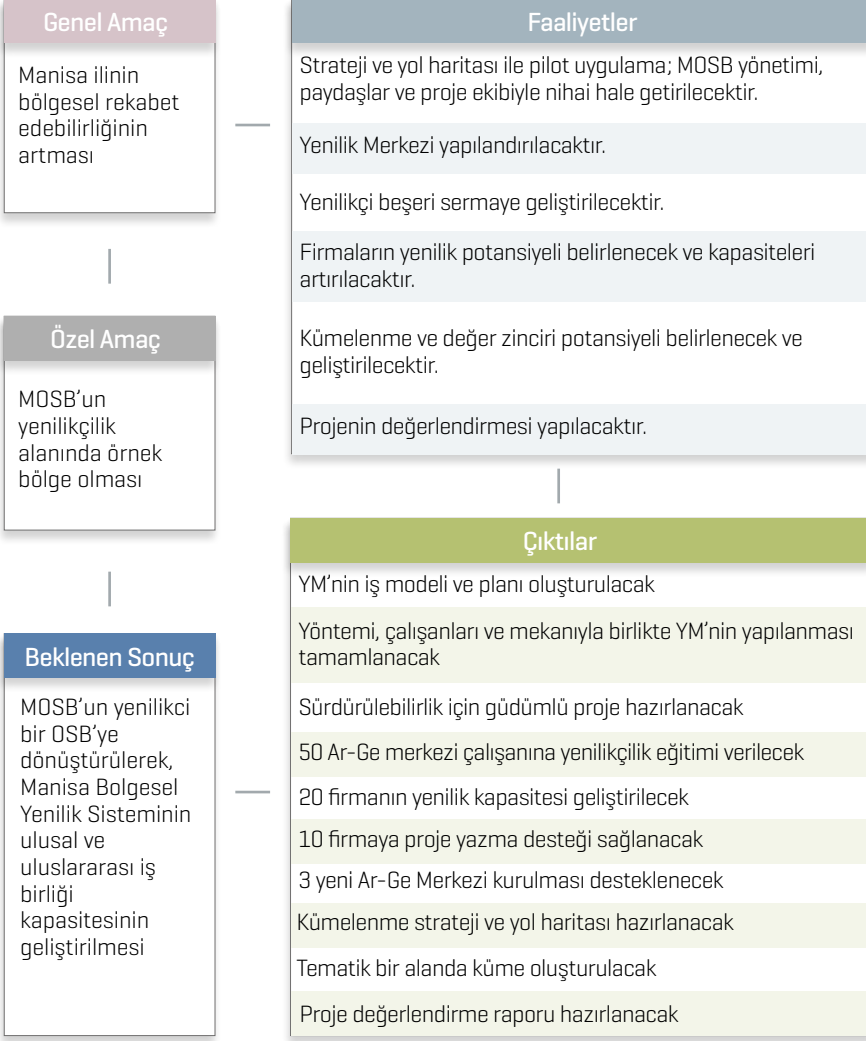 Genel Amaç
Manisa ilinin
bölgesel rekabet
edebilirliğinin
artması
Özel Amaç
MOSB’un
yenilikçilik
alanında örnek
bölge olması
Beklenen Sonuç
MOSB’un yenilikci
bir OSB’ye
dönüştürülerek,
Manisa Bolgesel
Yenilik Sisteminin
ulusal ve
uluslararası iş
birliği
kapasitesinin
geliştirilmesi
Faaliyetler
Strateji ve yol haritası ile pilot uygulama; MOSB yönetimi,
paydaşlar ve proje ekibiyle nihai hale getirilecektir.
Yenilik Merkezi yapılandırılacaktır.
Yenilikçi beşeri sermaye geliştirilecektir.
Firmaların yenilik potansiyeli belirlenecek ve kapasiteleri
artırılacaktır.
Kümelenme ve değer zinciri potansiyeli belirlenecek ve
geliştirilecektir.
Projenin değerlendirmesi yapılacaktır.
Çıktılar
YM’nin iş modeli ve planı oluşturulacak
Yöntemi, çalışanları ve mekanıyla birlikte YM’nin yapılanması
tamamlanacak
Sürdürülebilirlik için güdümlü proje hazırlanacak
50 Ar-Ge merkezi çalışanına yenilikçilik eğitimi verilecek
20 firmanın yenilik kapasitesi geliştirilecek
10 firmaya proje yazma desteği sağlanacak
3 yeni Ar-Ge Merkezi kurulması desteklenecek
Kümelenme strateji ve yol haritası hazırlanacak
Tematik bir alanda küme oluşturulacak
Proje değerlendirme raporu hazırlanacak